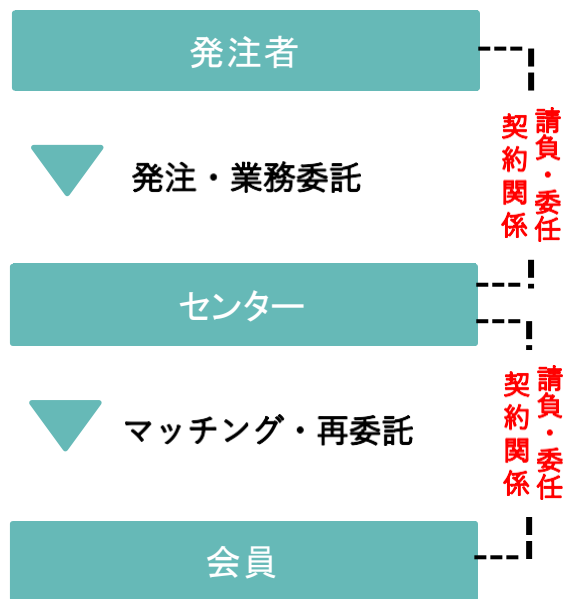 発注者
発注・業務委託
請負・委任
契約関係
センター
マッチング・再委託
請負・委任
契約関係
会員